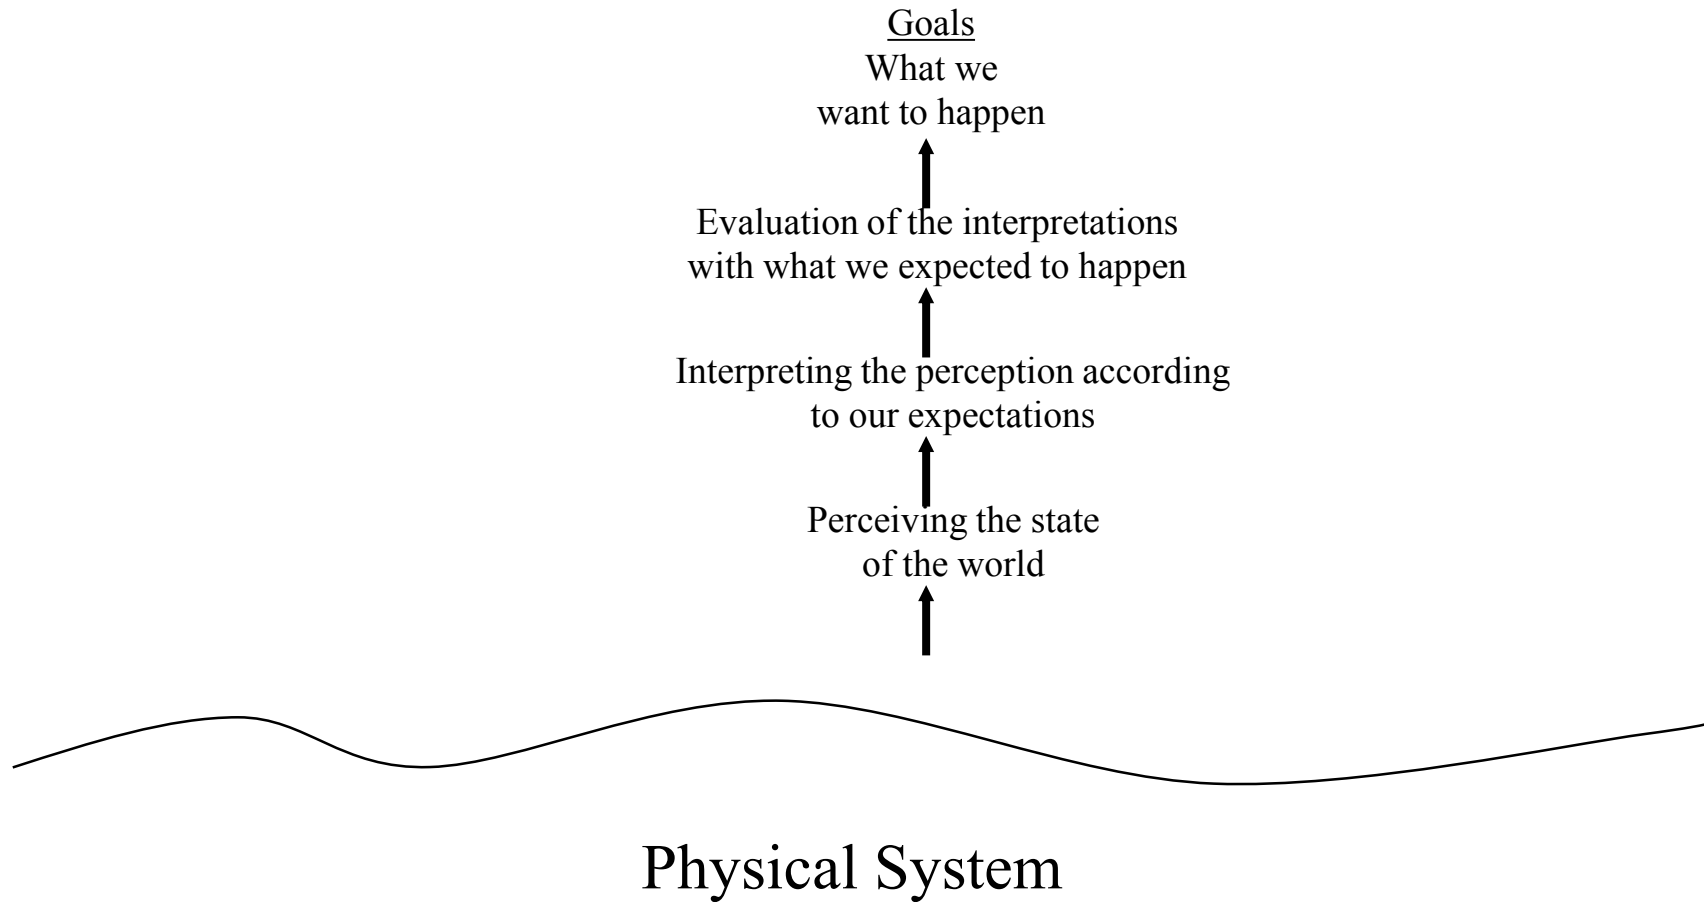 Goals
What we
want to happen
Evaluation of the interpretations
with what we expected to happen
Interpreting the perception according
to our expectations
Perceiving the state
of the world
Physical System